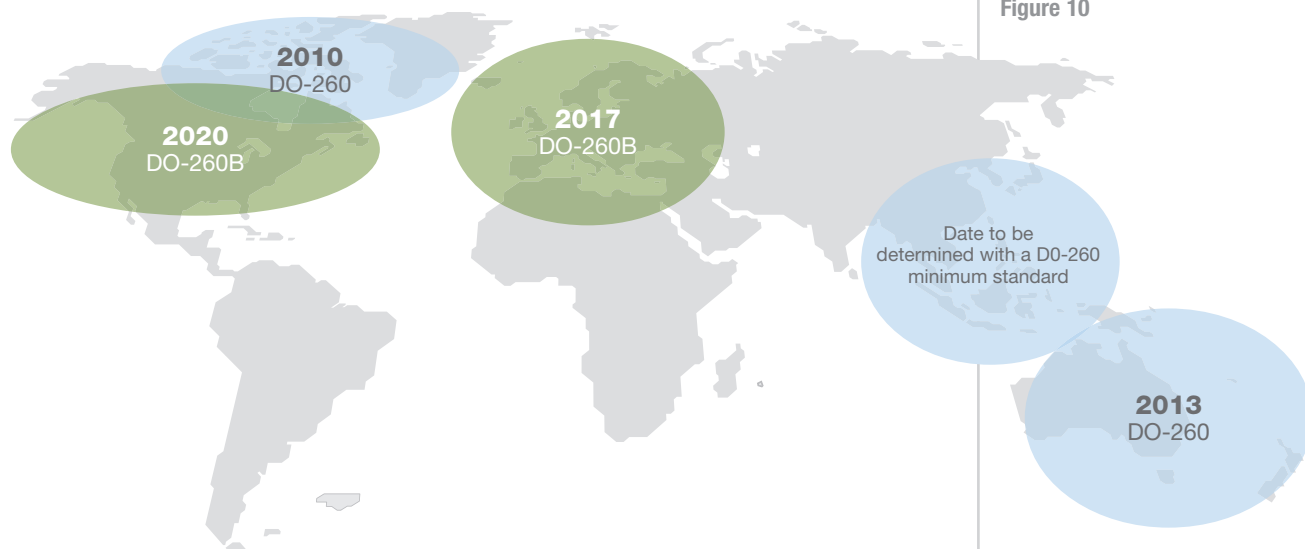 Figure 10
2010
DO-260
2020
DO-260B
2017
DO-260B
Date to be
determined with a D0-260
minimum standard
2013
DO-260